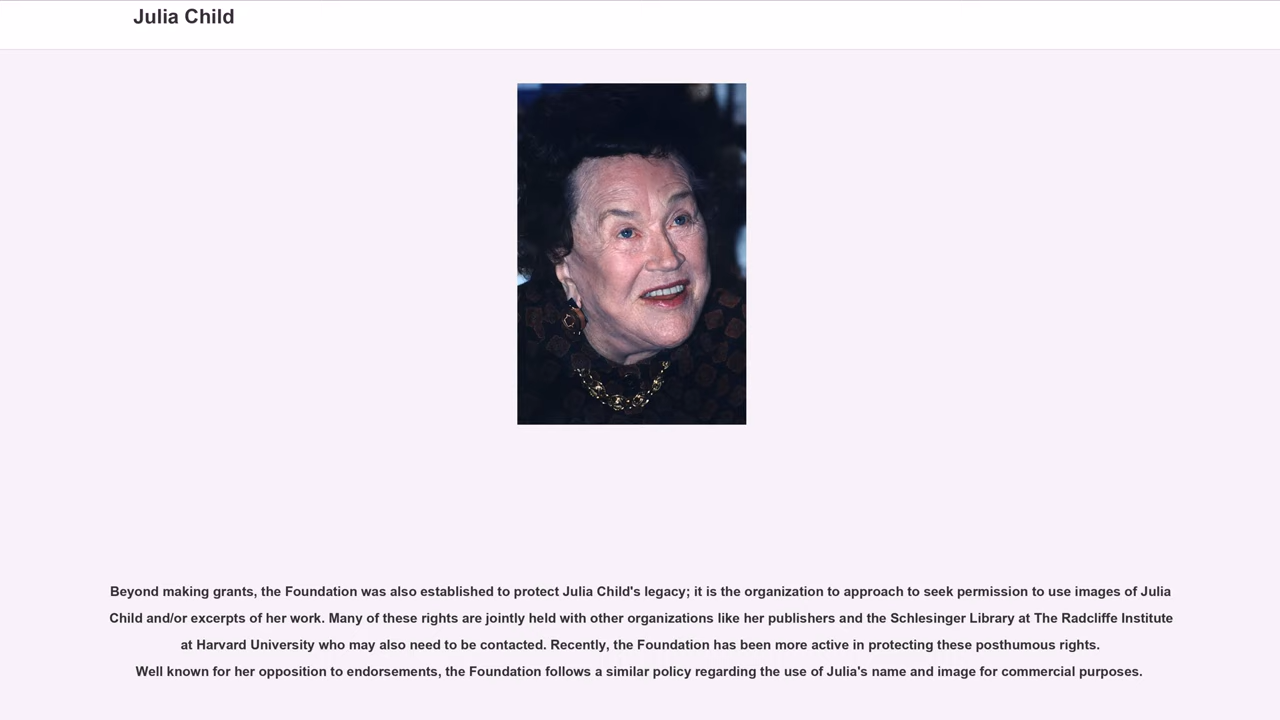 Julia Child
Beyond making grants, the Foundation was also established to protect Julia Child's legacy; it is the organization to approach to seek permission to use images of Julia
Child and/or excerpts of her work. Many of these rights are jointly held with other organizations like her publishers and the Schlesinger Library at The Radcliffe Institute
at Harvard University who may also need to be contacted. Recently, the Foundation has been more active in protecting these posthumous rights.
Well known for her opposition to endorsements, the Foundation follows a similar policy regarding the use of Julia's name and image for commercial purposes.